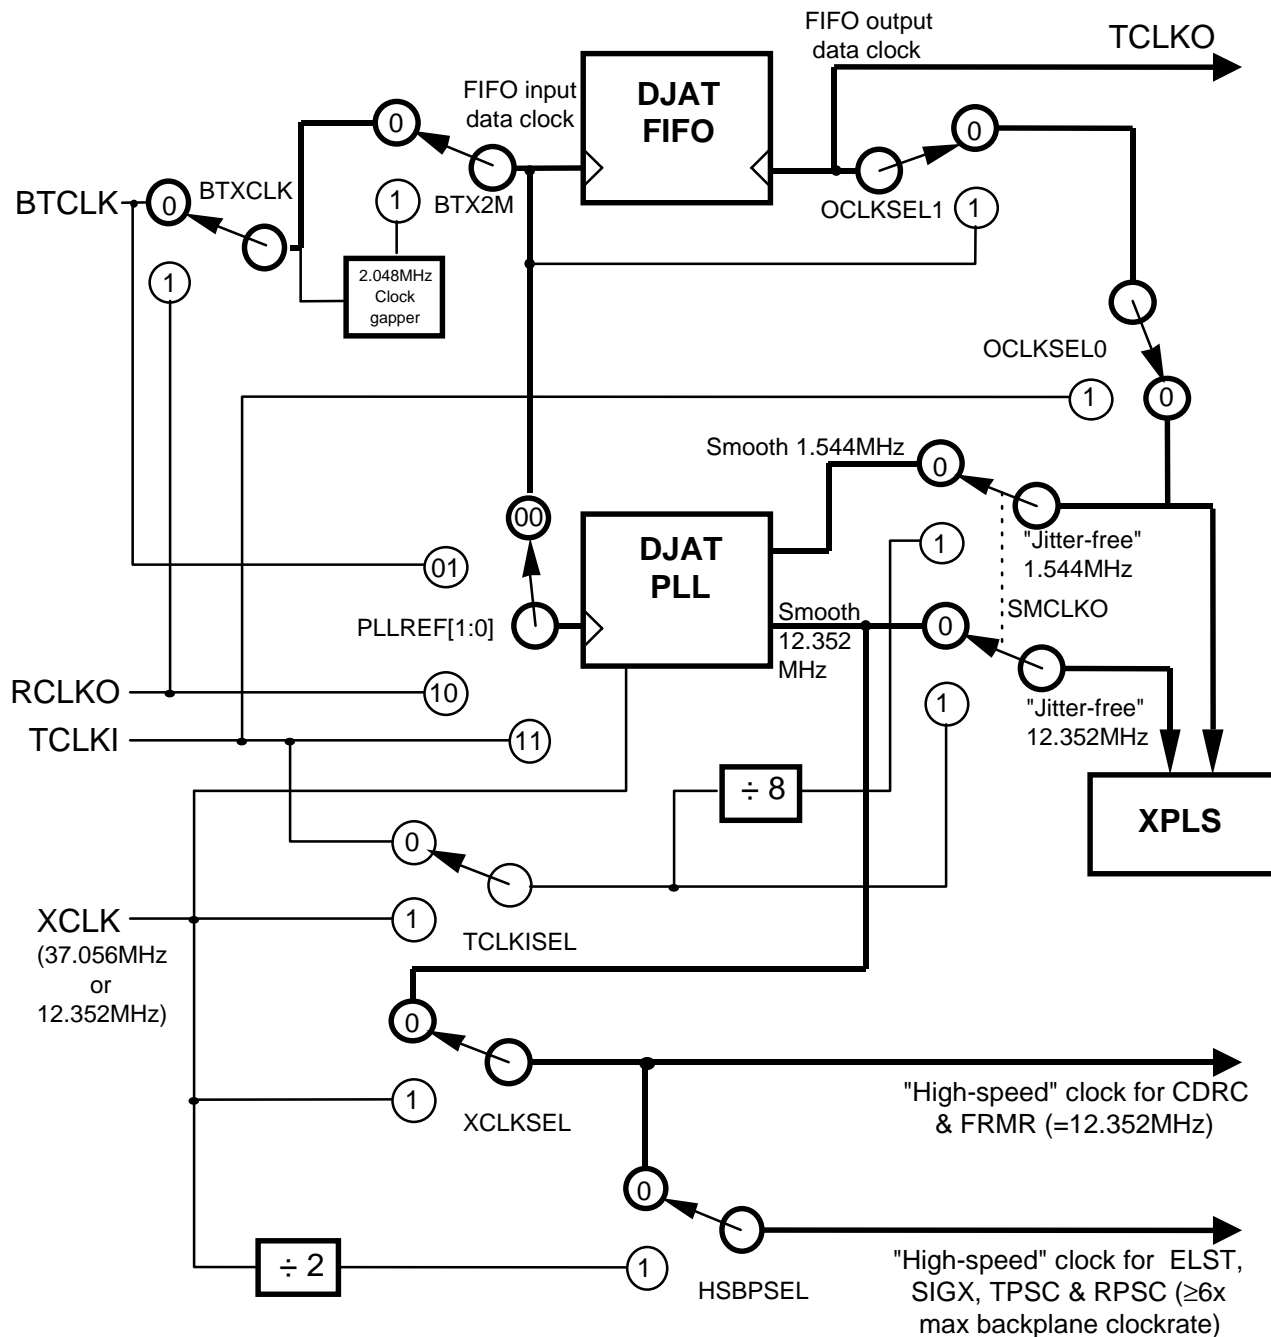 FIFO output
data clock
TCLKO
FIFO input
data clock
DJAT
FIFO
0
0
BTCLK
0
BTXCLK
1
BTX2M
OCLKSEL1
1
1
2.048MHz
Clock
gapper
OCLKSEL0
1
0
Smooth 1.544MHz
0
00
DJAT
PLL
1
"Jitter-free"
1.544MHz
01
PLLREF[1:0]
Smooth
12.352
MHz
0
SMCLKO
RCLKO
10
1
"Jitter-free"
12.352MHz
TCLKI
11
÷ 8
XPLS
0
XCLK
(37.056MHz
or
12.352MHz)
1
TCLKISEL
0
1
XCLKSEL
"High-speed" clock for CDRC
& FRMR (=12.352MHz)
0
÷ 2
1
HSBPSEL
"High-speed" clock for ELST,
SIGX, TPSC & RPSC (≥6x
max backplane clockrate)